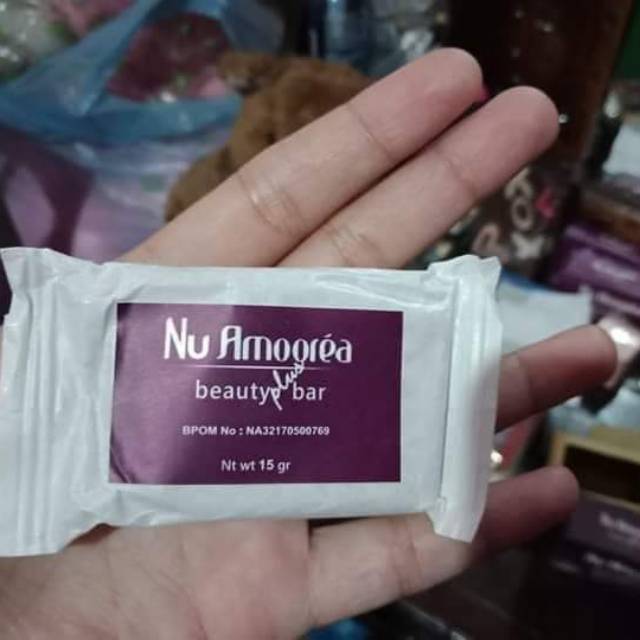 Nu Amooréa
beauty plus bar
BPOM No : NA32170500769
Nt wt 15 gr